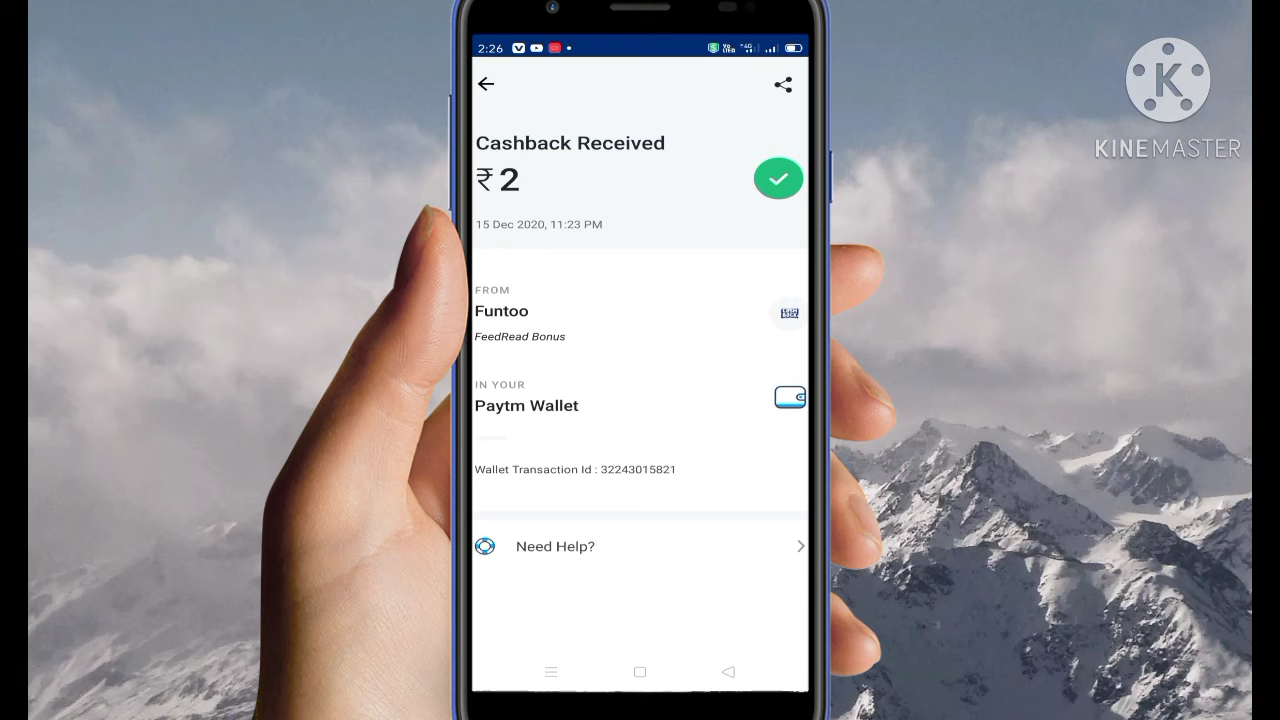 2:26
K
KINEMASTER
Cashback Received
₹2
15 Dec 2020, 11:23 PM
FROM
Funtoo
FeedRead Bonus
IN YOUR
Paytm Wallet
Wallet Transaction Id : 32243015821
Need Help?